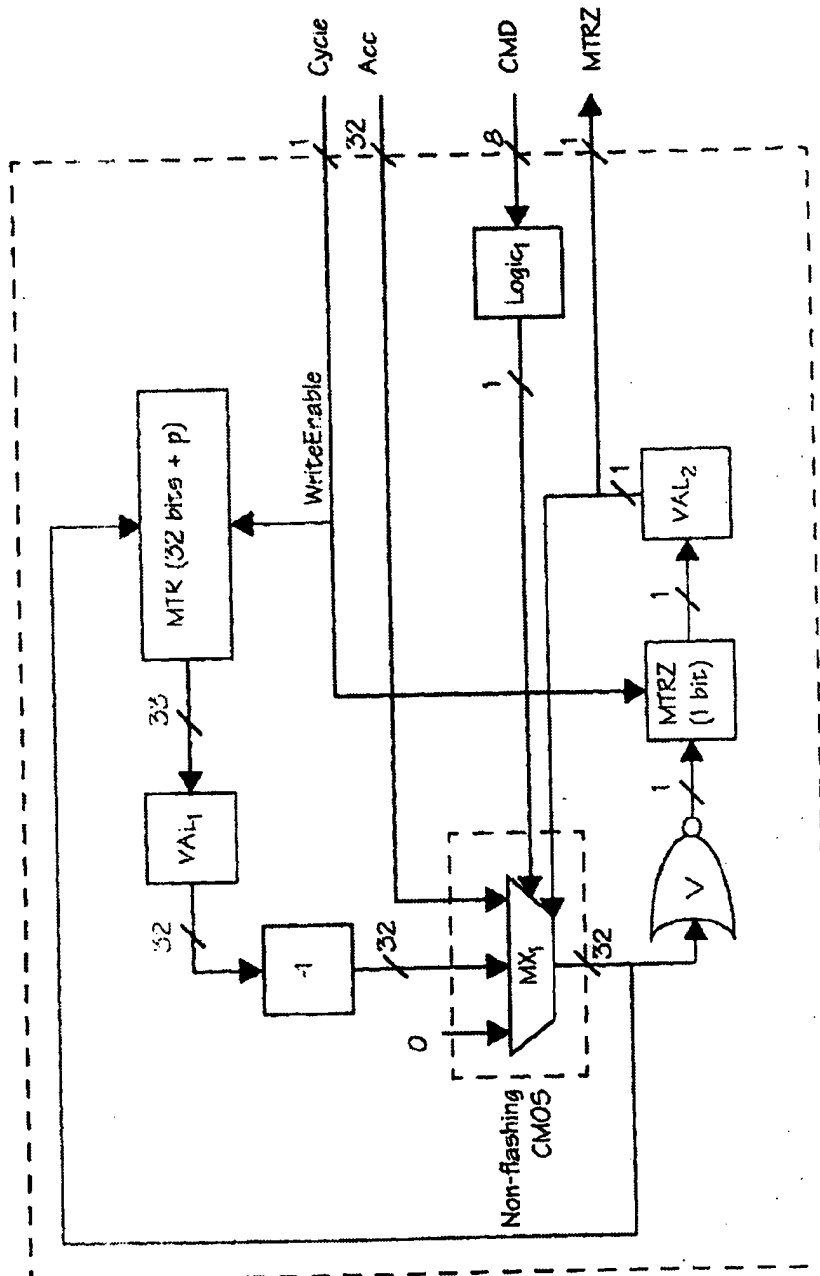 Cycle
1
Acc
32
CMD
8
MTRZ
1
WriteEnable
MTR (32 bits + p)
33
VAL1
32
-1
32
0
MX1
32
Non-flashing
CMOS
Logic1
1
V
1
MTRZ
(1 bit)
1
VAL2
1